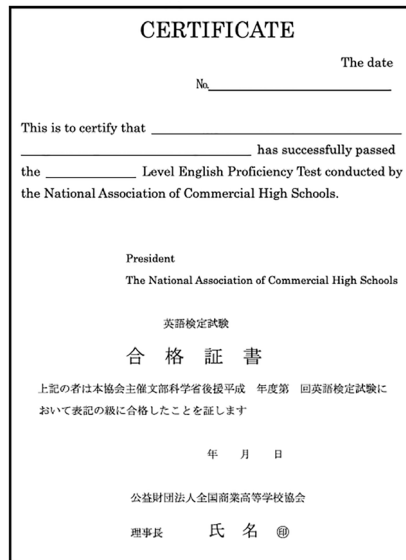 CERTIFICATE
The date
No.
This is to certify that
has successfully passed
the Level English Proficiency Test conducted by
the National Association of Commercial High Schools.
President
The National Association of Commercial High Schools
英語検定試験
合格証書
上記の者は本協会主催文部科学省後援平成　年度第　回英語検定試験に
おいて表記の級に合格したことを証します
年　月　日
公益財団法人全国商業高等学校協会
理事長　氏名 ㊞